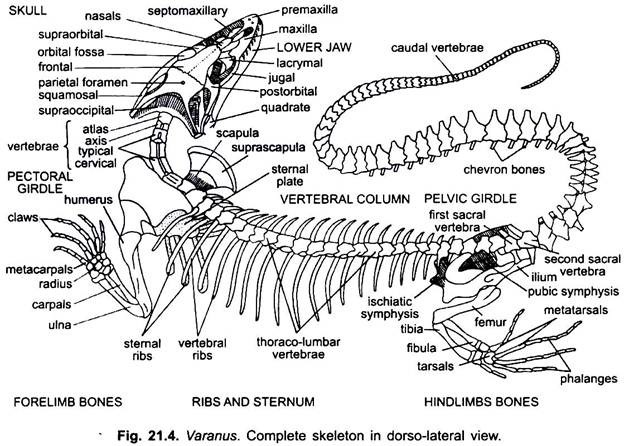 SKULL
septomaxillary
premaxilla
nasals
maxilla
supraorbital
LOWER JAW
orbital fossa
lacrymal
frontal
jugal
parietal foramen
postorbital
squamosal
quadrate
supraoccipital
caudal vertebrae
vertebrae
atlas
axis
typical
cervical
scapula
suprascapula
sternal
plate
chevron bones
PECTORAL
GIRDLE
humerus
VERTEBRAL COLUMN
PELVIC GIRDLE
first sacral
vertebra
claws
second sacral
vertebra
ilium
pubic symphysis
metacarpals
radius
carpals
ulna
ischiatic
symphysis
femur
metatarsals
tibia
fibula
tarsals
phalanges
sternal
ribs
vertebral
ribs
thoraco-lumbar
vertebrae
FORELIMB BONES
RIBS AND STERNUM
HINDLIMBS BONES
Fig. 21.4. Varanus. Complete skeleton in dorso-lateral view.